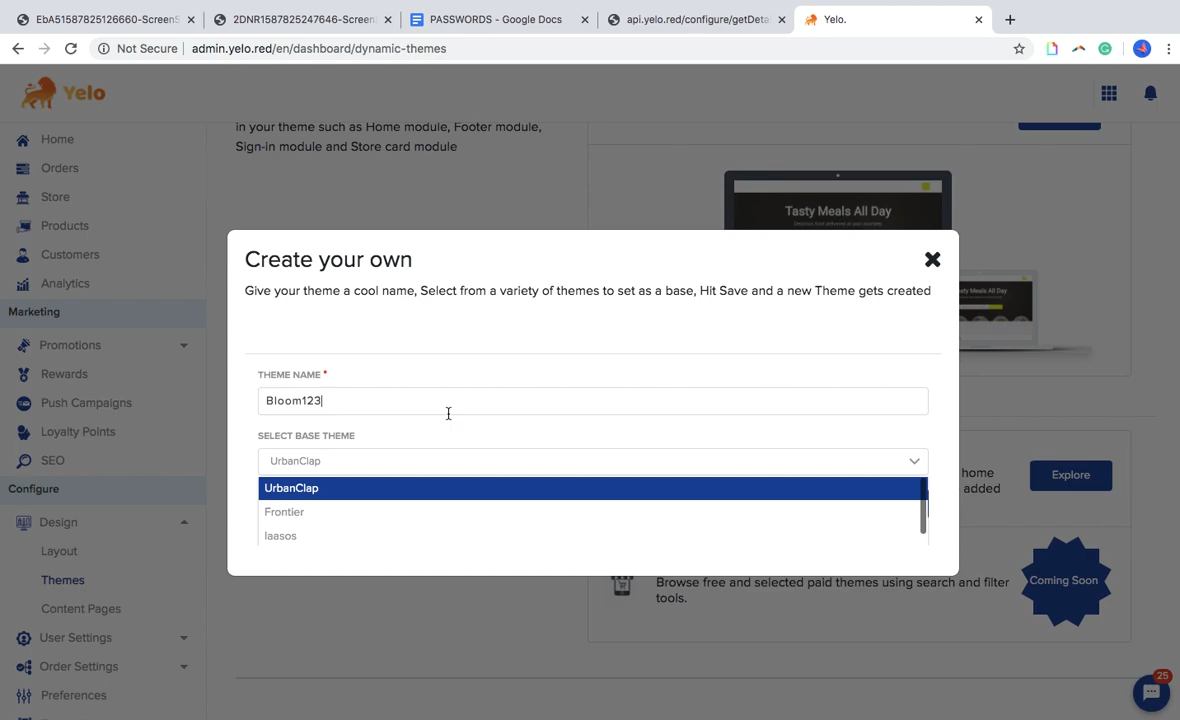 EbA51587825126660-ScreenS
2DNR1587825247646-Screen
PASSWORDS - Google Docs
api.yelo.red/configure/getDeta
Yelo.
Not Secure
admin.yelo.red/en/dashboard/dynamic-themes
Yelo
Home
Orders
Store
Products
Customers
Analytics
Marketing
Promotions
Rewards
Push Campaigns
Loyalty Points
SEO
Configure
Design
Layout
Themes
Content Pages
User Settings
Order Settings
Preferences
in your theme such as Home module, Footer module,
Sign-in module and Store card module
Tasty Meals All Day
Create your own
Give your theme a cool name, Select from a variety of themes to set as a base, Hit Save and a new Theme gets created
THEME NAME *
Bloom123
SELECT BASE THEME
UrbanClap
UrbanClap
Frontier
laasos
home
added
Explore
Browse free and selected paid themes using search and filter
tools.
Coming Soon
25